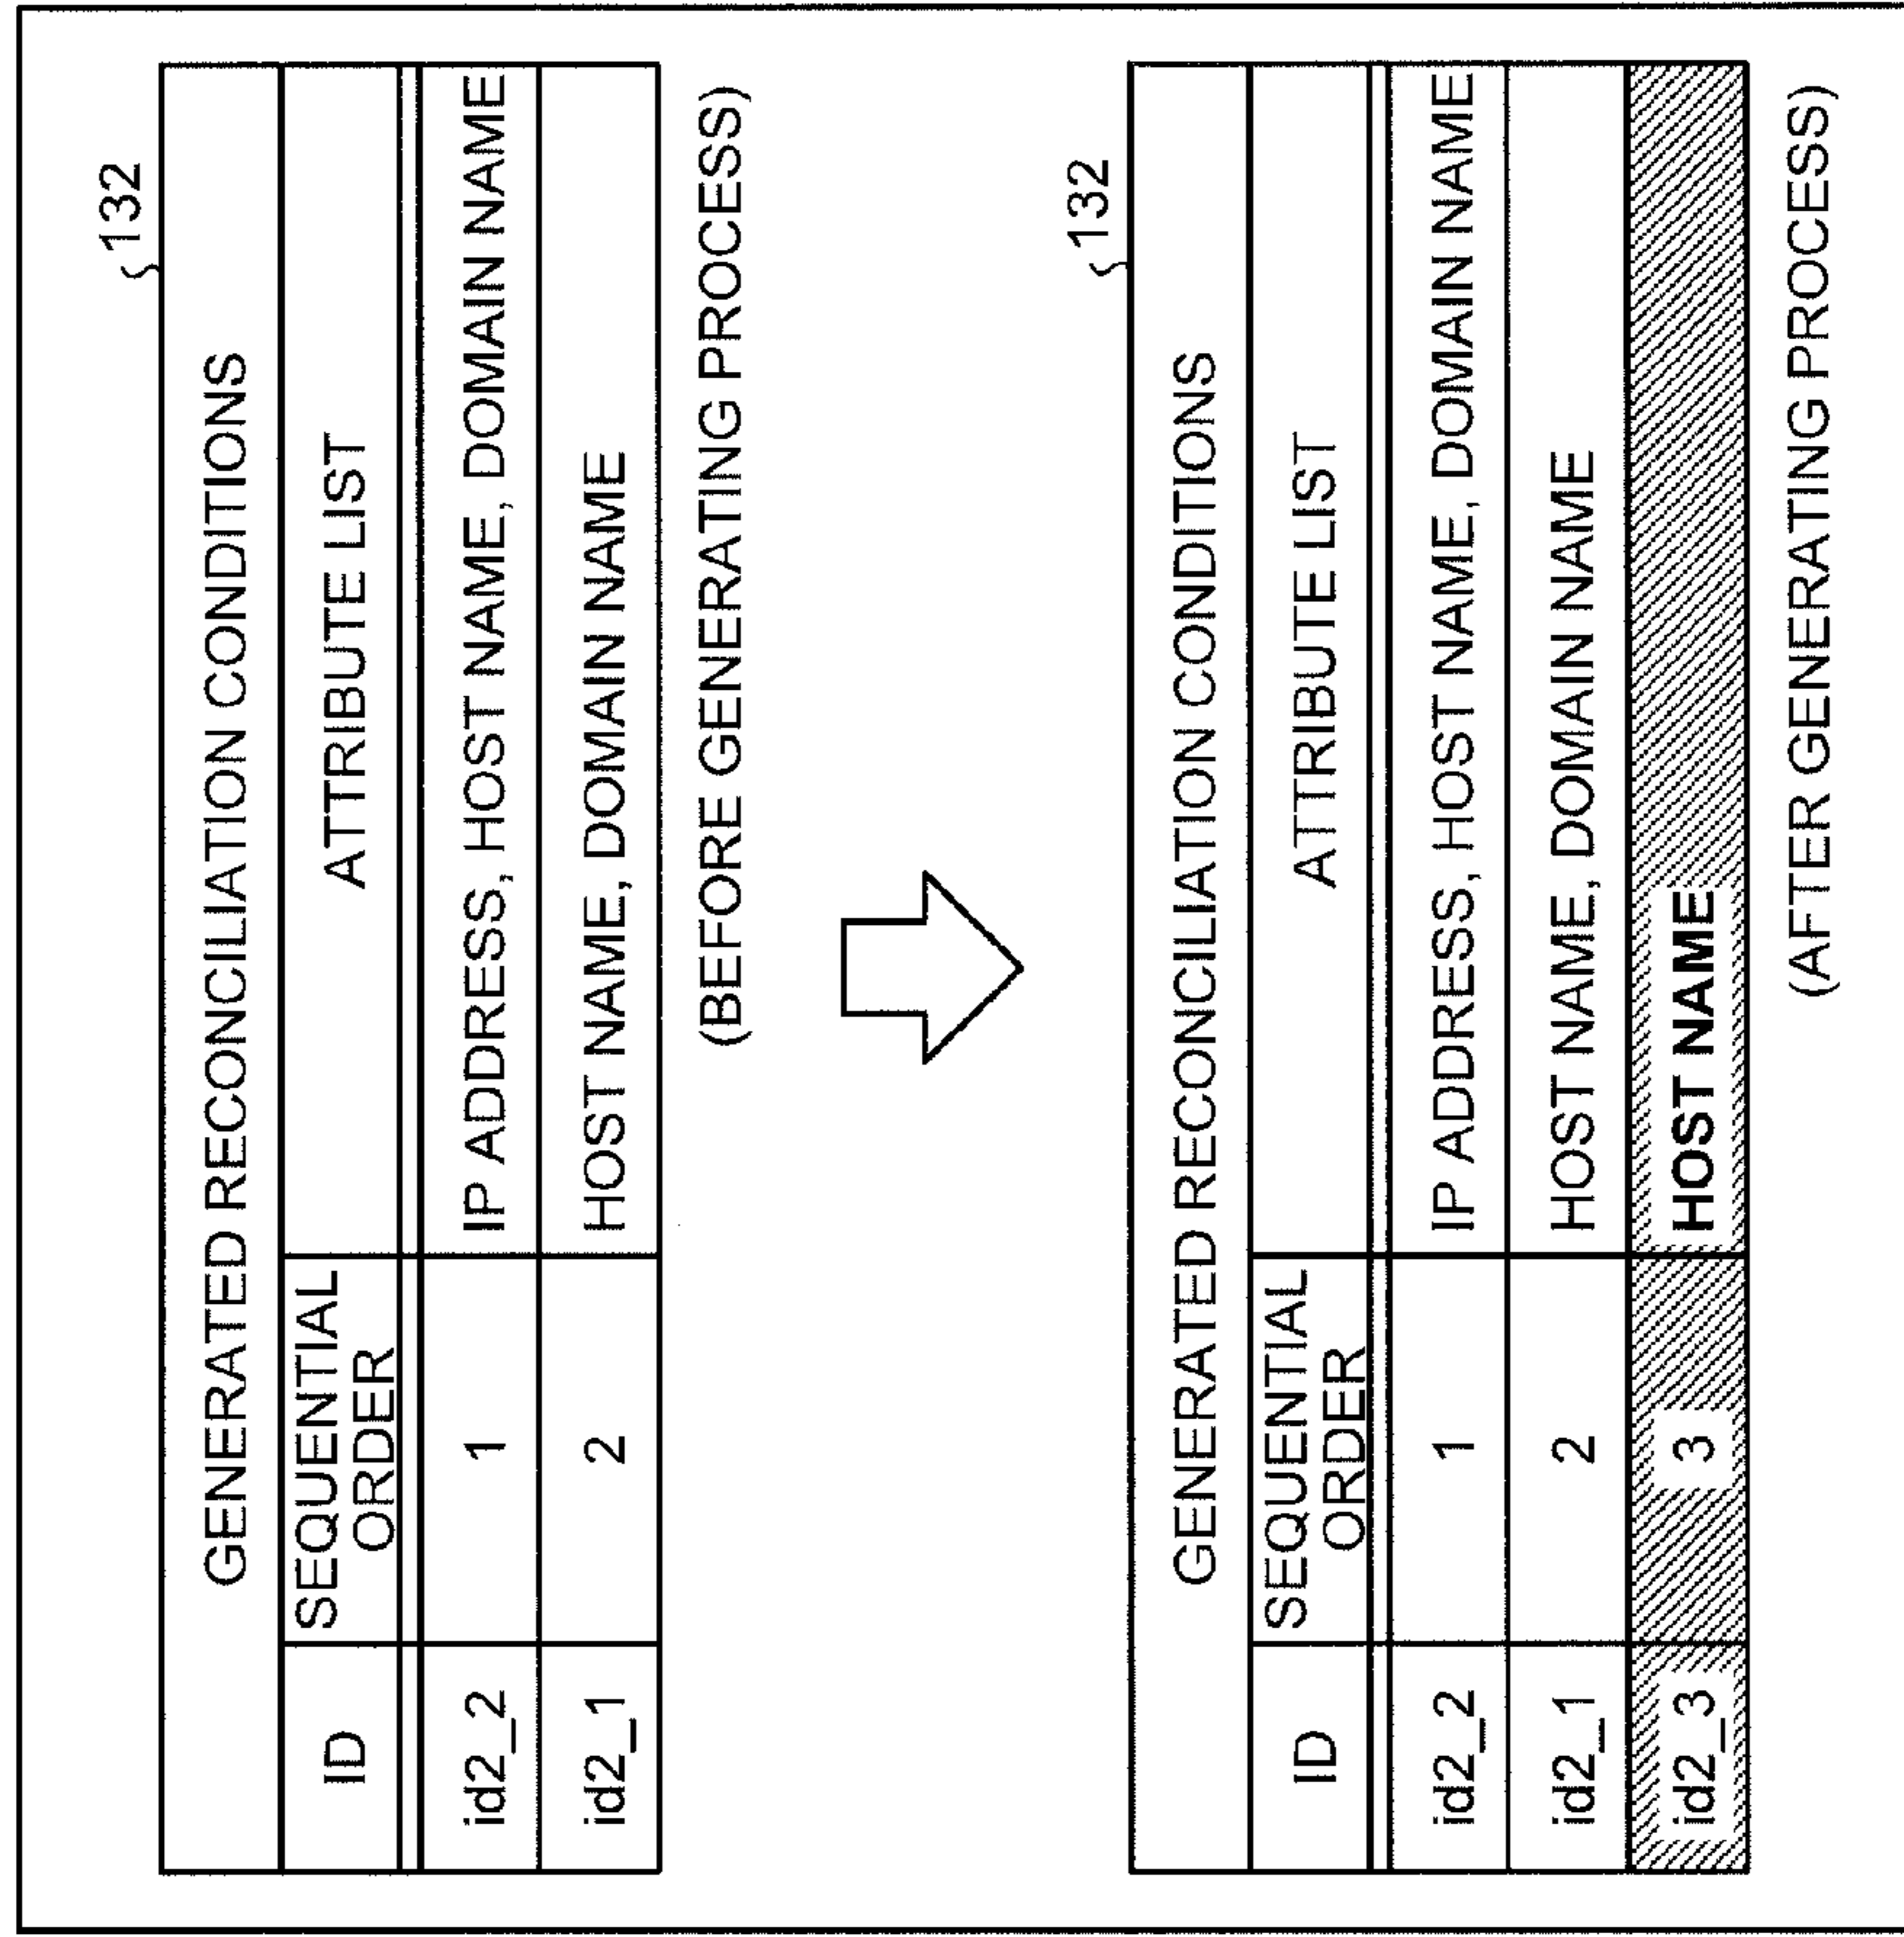 132
GENERATED RECONCILIATION CONDITIONS
ID SEQUENTIAL ORDER ATTRIBUTE LIST
id2_2 1 IP ADDRESS, HOST NAME, DOMAIN NAME
id2_1 2 HOST NAME, DOMAIN NAME
(BEFORE GENERATING PROCESS)
132
GENERATED RECONCILIATION CONDITIONS
ID SEQUENTIAL ORDER ATTRIBUTE LIST
id2_2 1 IP ADDRESS, HOST NAME, DOMAIN NAME
id2_1 2 HOST NAME, DOMAIN NAME
id2_3 3 HOST NAME
(AFTER GENERATING PROCESS)